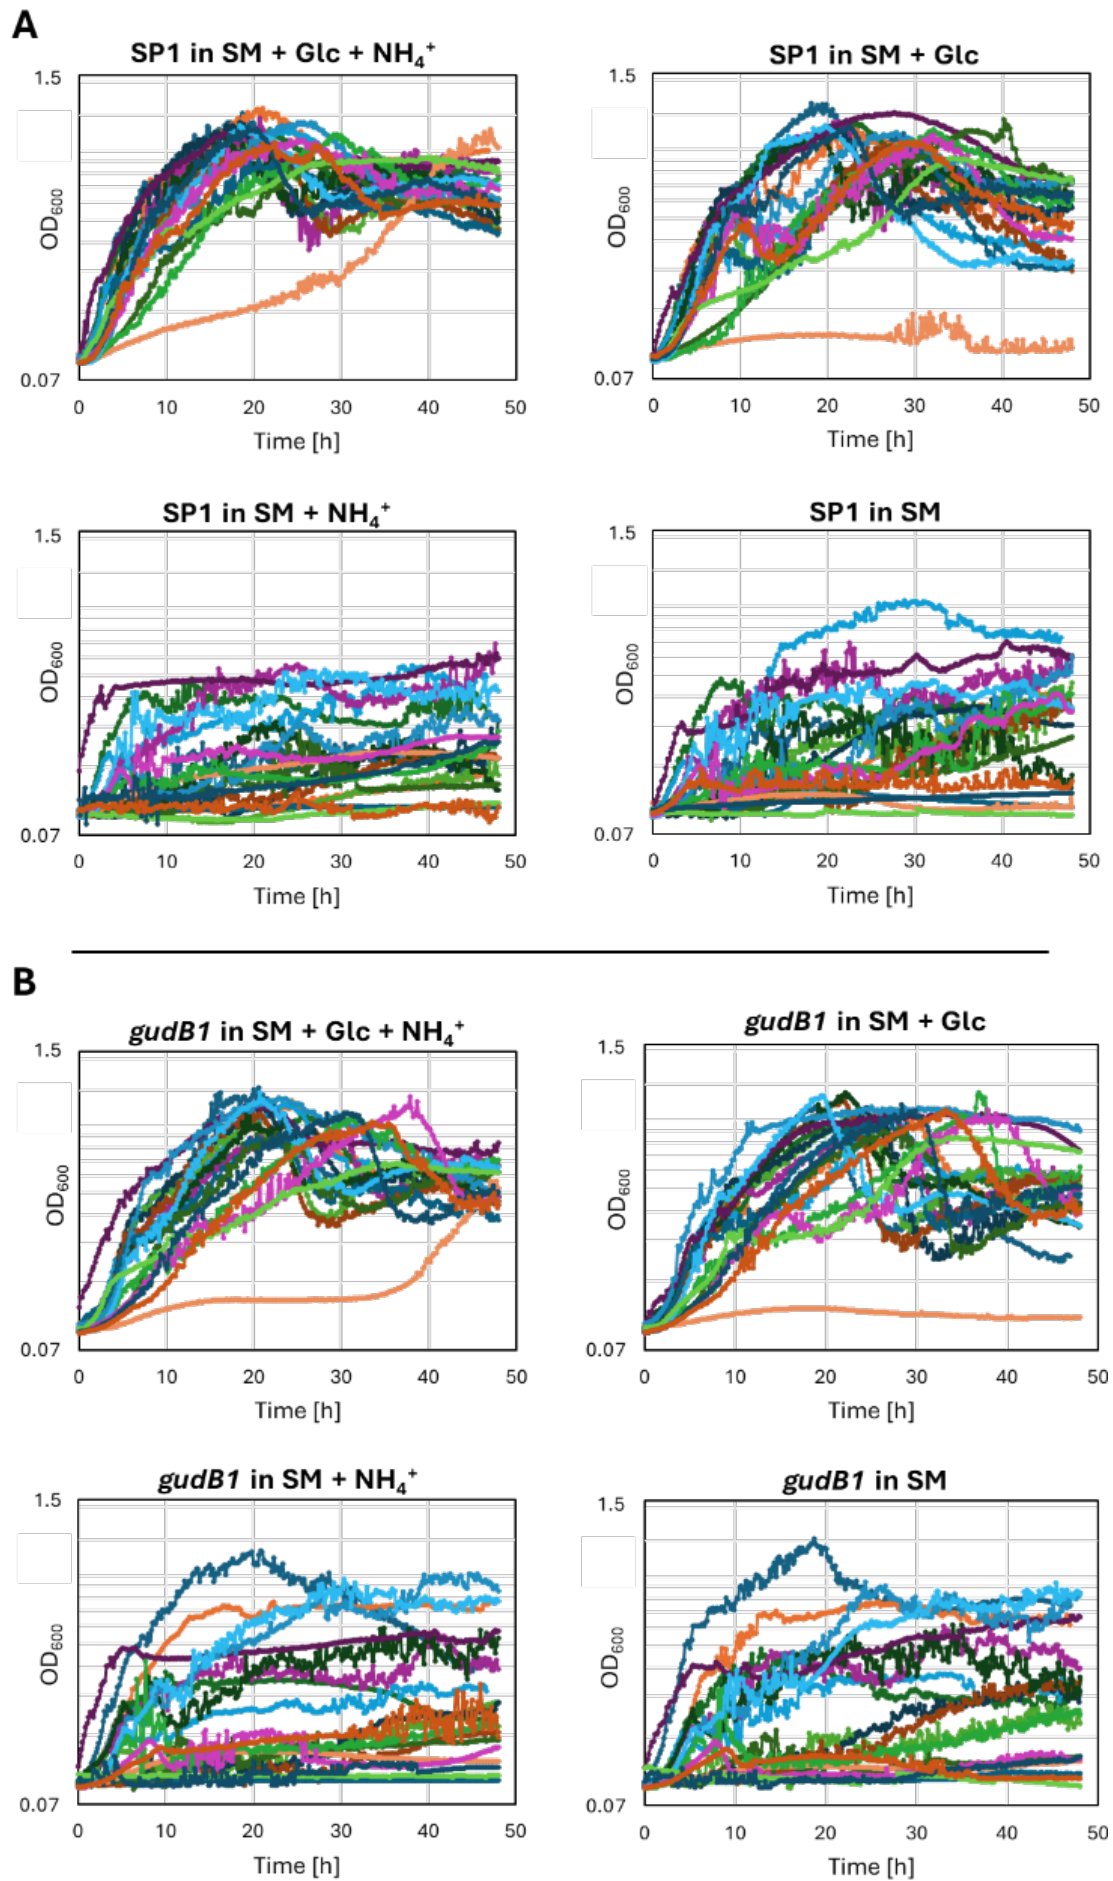 A
SP1 in SM + Glc + NH₄⁺
1.5
OD₆₀₀
0.07
0 10 20 30 40 50
Time [h]
SP1 in SM + Glc
1.5
OD₆₀₀
0.07
0 10 20 30 40 50
Time [h]
SP1 in SM + NH₄⁺
1.5
OD₆₀₀
0.07
0 10 20 30 40 50
Time [h]
SP1 in SM
1.5
OD₆₀₀
0.07
0 10 20 30 40 50
Time [h]
B
gudB1 in SM + Glc + NH₄⁺
1.5
OD₆₀₀
0.07
0 10 20 30 40 50
Time [h]
gudB1 in SM + Glc
1.5
OD₆₀₀
0.07
0 10 20 30 40 50
Time [h]
gudB1 in SM + NH₄⁺
1.5
OD₆₀₀
0.07
0 10 20 30 40 50
Time [h]
gudB1 in SM
1.5
OD₆₀₀
0.07
0 10 20 30 40 50
Time [h]